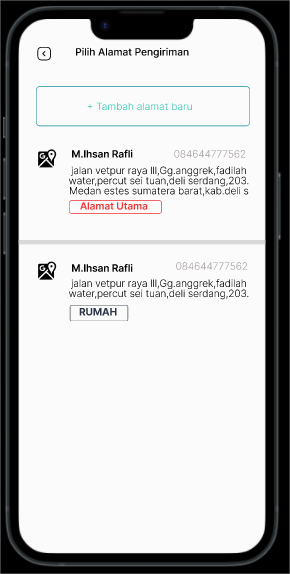 Pilih Alamat Pengiriman
+ Tambah alamat baru
M.Ihsan Rafli 084644777562
jalan vetpur raya III,Gg.anggrek,fadilah
water,percut sei tuan,deli serdang,203.
Medan estes sumatera barat,kab.deli s
Alamat Utama
M.Ihsan Rafli 084644777562
jalan vetpur raya III,Gg.anggrek,fadilah
water,percut sei tuan,deli serdang,203.
RUMAH